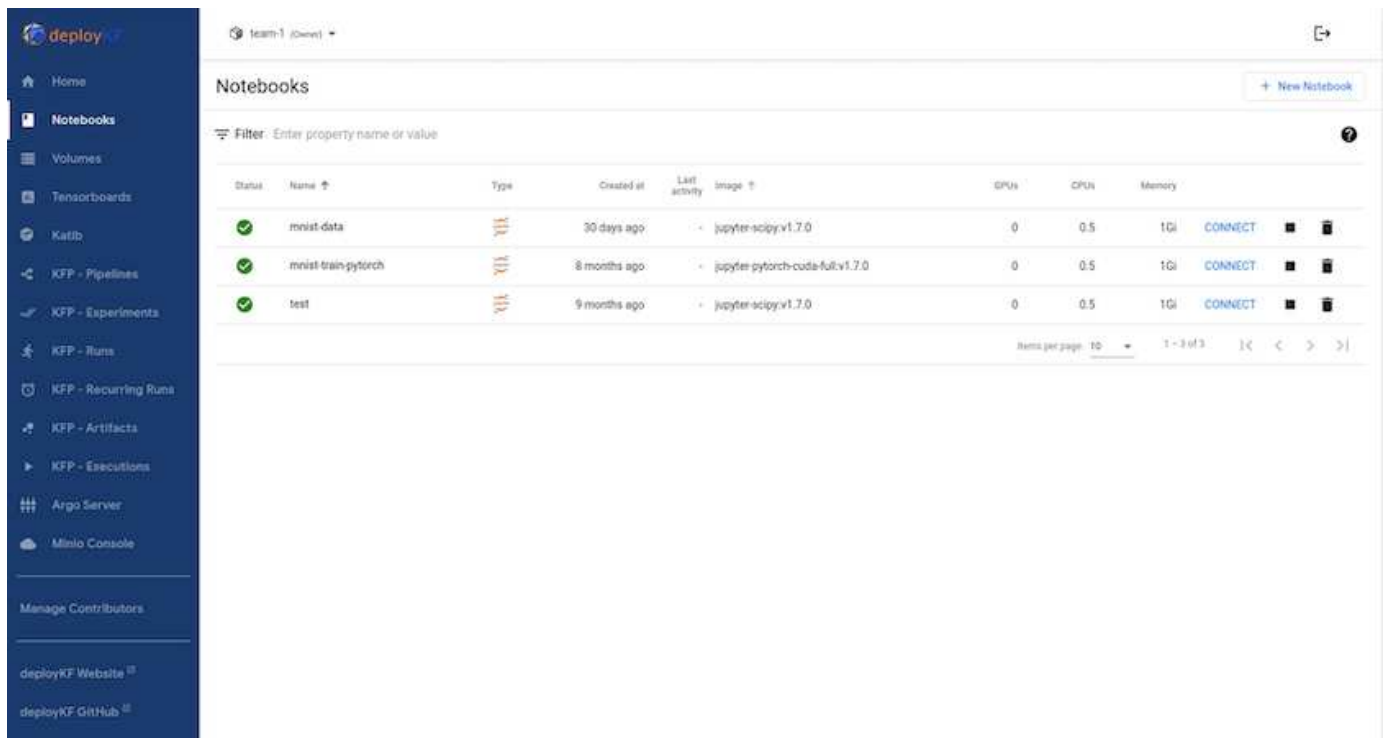 deployKF
team-1 (Owner)
Home
Notebooks
Volumes
Tensorboards
Katib
KFP - Pipelines
KFP - Experiments
KFP - Runs
KFP - Recurring Runs
KFP - Artifacts
KFP - Executions
Argo Server
Minio Console
Manage Contributors
deployKF Website
deployKF GitHub
Notebooks
+ New Notebook
Filter Enter property name or value
Status Name Type Created at Last activity Image GPUs CPUs Memory
mnist-data 30 days ago - jupyter-scipy:v1.7.0 0 0.5 1Gi CONNECT
mnist-train-pytorch 8 months ago - jupyter-pytorch-cuda-full:v1.7.0 0 0.5 1Gi CONNECT
test 9 months ago - jupyter-scipy:v1.7.0 0 0.5 1Gi CONNECT
Items per page: 10 1 – 3 of 3